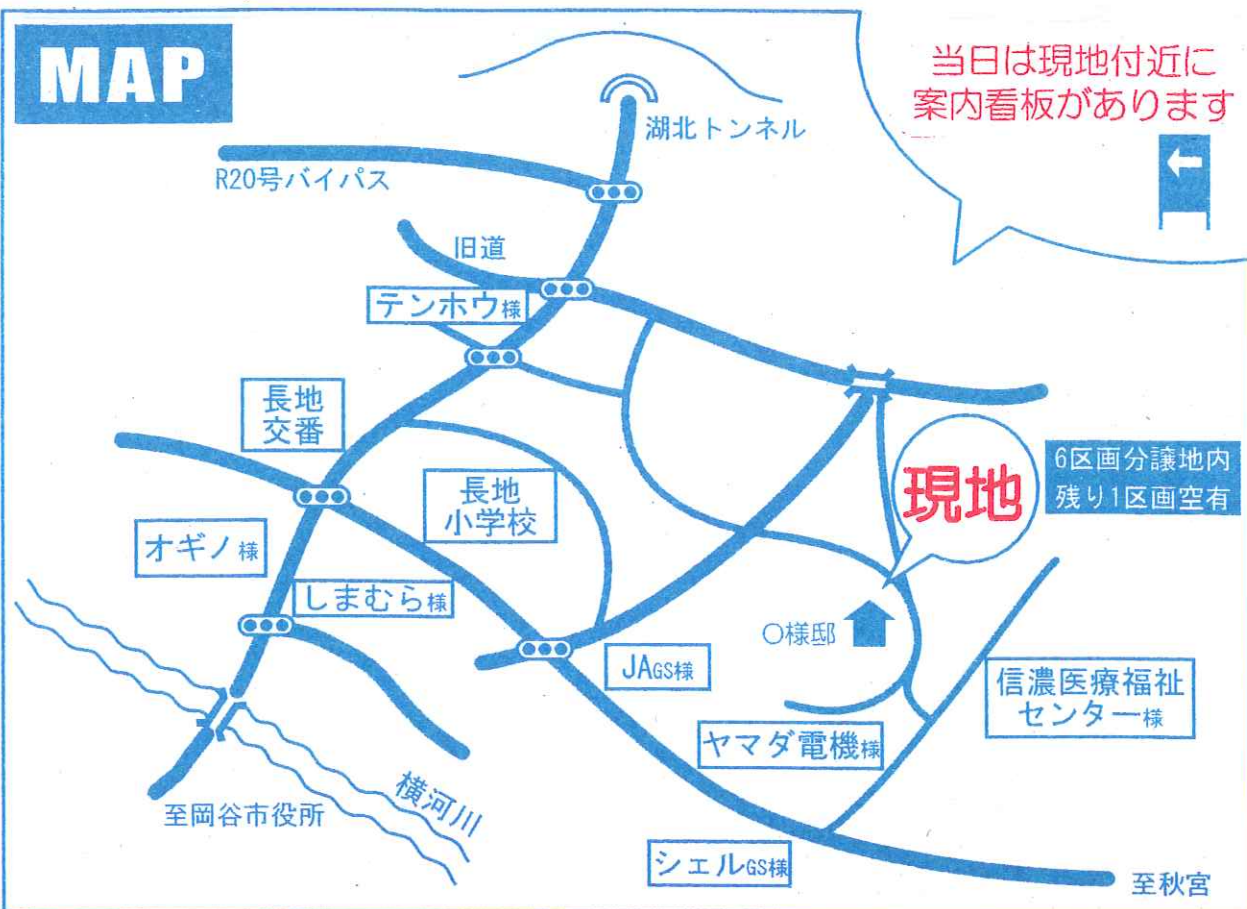 MAP
当日は現地付近に
案内看板があります
湖北トンネル
R20号バイパス
旧道
テンホウ様
長地
交番
長地
小学校
現地
6区画分譲地内
残り1区画空有
オギノ様
しまむら様
〇様邸
JAGS様
信濃医療福祉
センター様
ヤマダ電機様
横河川
至岡谷市役所
シェルGS様
至秋宮